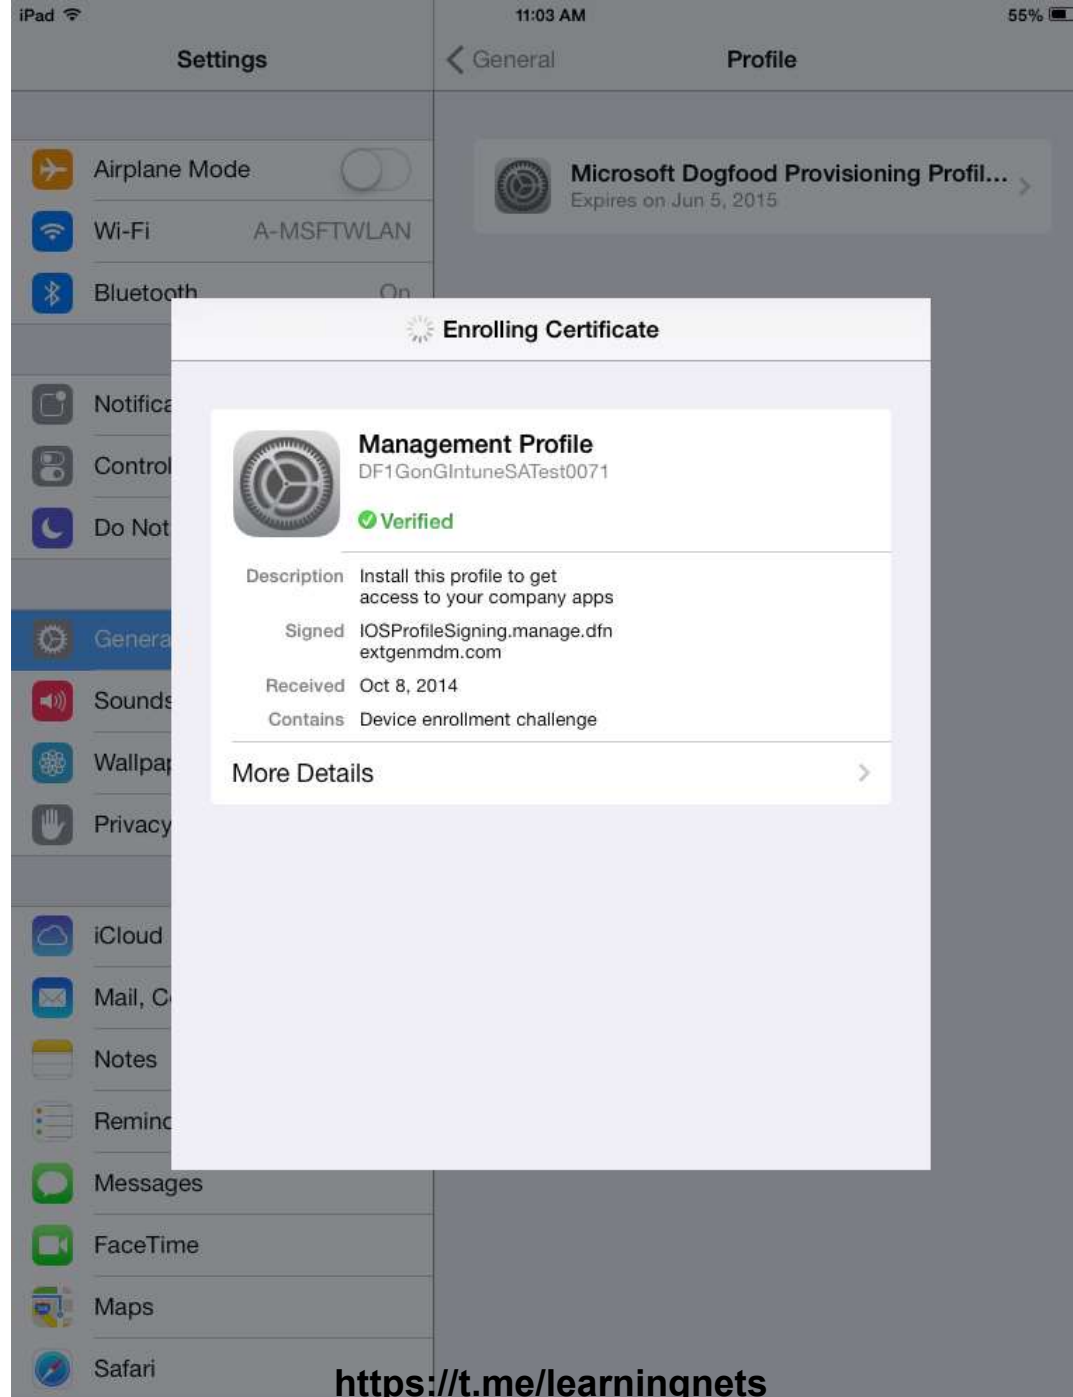 iPad 11:03 AM 55%
Settings
General Profile
Airplane Mode
Microsoft Dogfood Provisioning Profil...
Expires on Jun 5, 2015
Wi-Fi A-MSFTWLAN
Bluetooth On
Enrolling Certificate
Notifica
Control
Do Not
Genera
Sounds
Wallpap
Privacy
iCloud
Mail, Co
Notes
Reminc
Management Profile
DF1GonGIntuneSATest0071
Verified
Description Install this profile to get
access to your company apps
Signed IOSProfileSigning.manage.dfn
extgenmdm.com
Received Oct 8, 2014
Contains Device enrollment challenge
More Details
Messages
FaceTime
Maps
Safari
https://t.me/learningnets